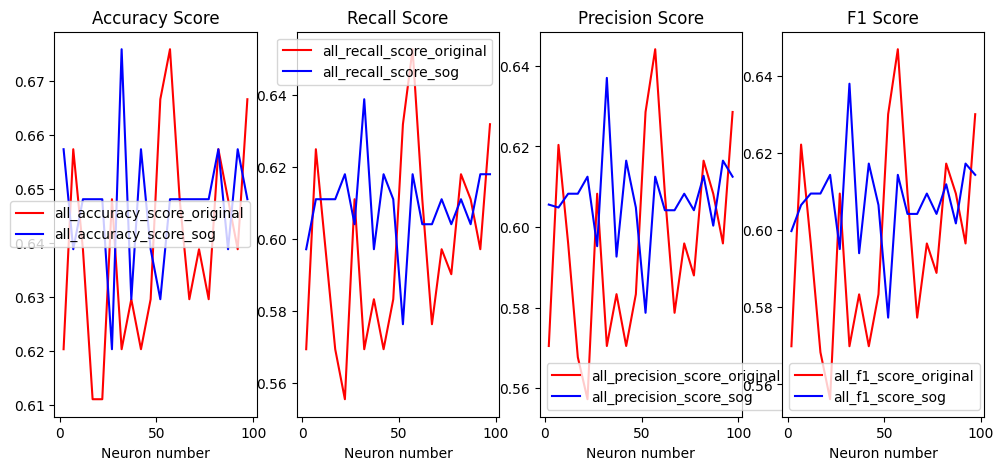 Accuracy Score
0.67
0.66
0.65
0.64
0.63
0.62
0.61
all_accuracy_score_original
all_accuracy_score_sog
0
50
100
Neuron number
Recall Score
all_recall_score_original
all_recall_score_sog
0.64
0.62
0.60
0.58
0.56
0
50
100
Neuron number
Precision Score
0.64
0.62
0.60
0.58
0.56
all_precision_score_original
all_precision_score_sog
0
50
100
Neuron number
F1 Score
0.64
0.62
0.60
0.58
0.56
all_f1_score_original
all_f1_score_sog
0
50
100
Neuron number